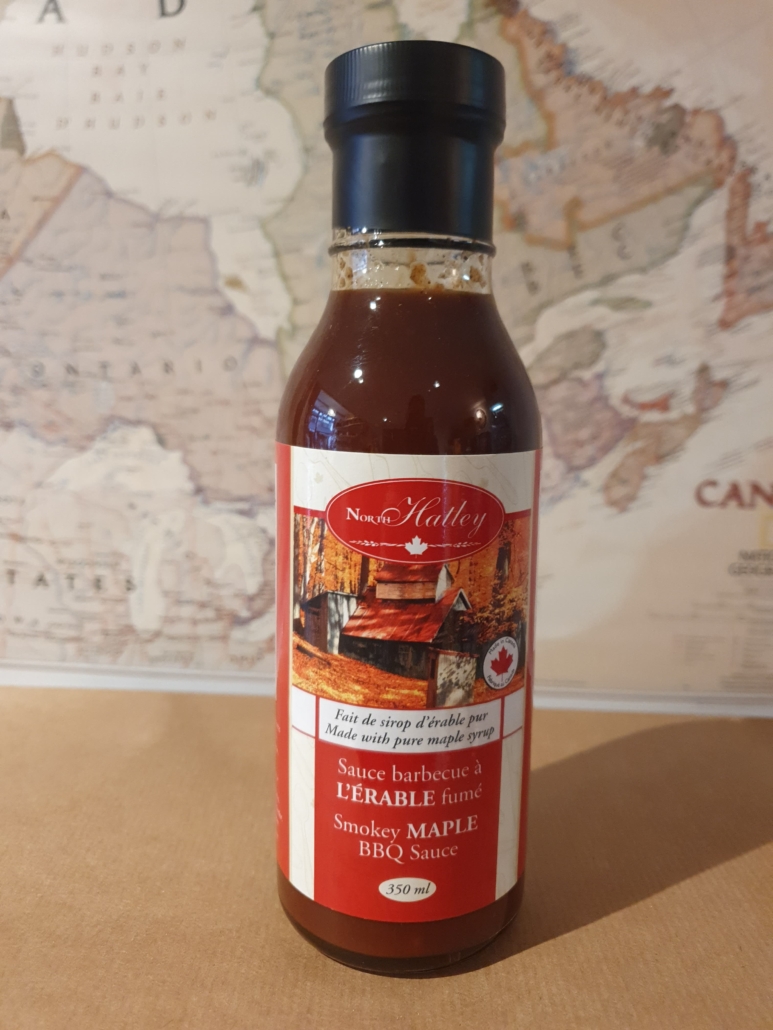 A D
HUDSON
BAY
BAIE
D'HUDSON
ONTARIO
TATES
CAN
North Hatley
Fait de sirop d'érable pur
Made with pure maple syrup
Sauce barbecue à
L'ÉRABLE fumé
Smokey MAPLE
BBQ Sauce
350 ml